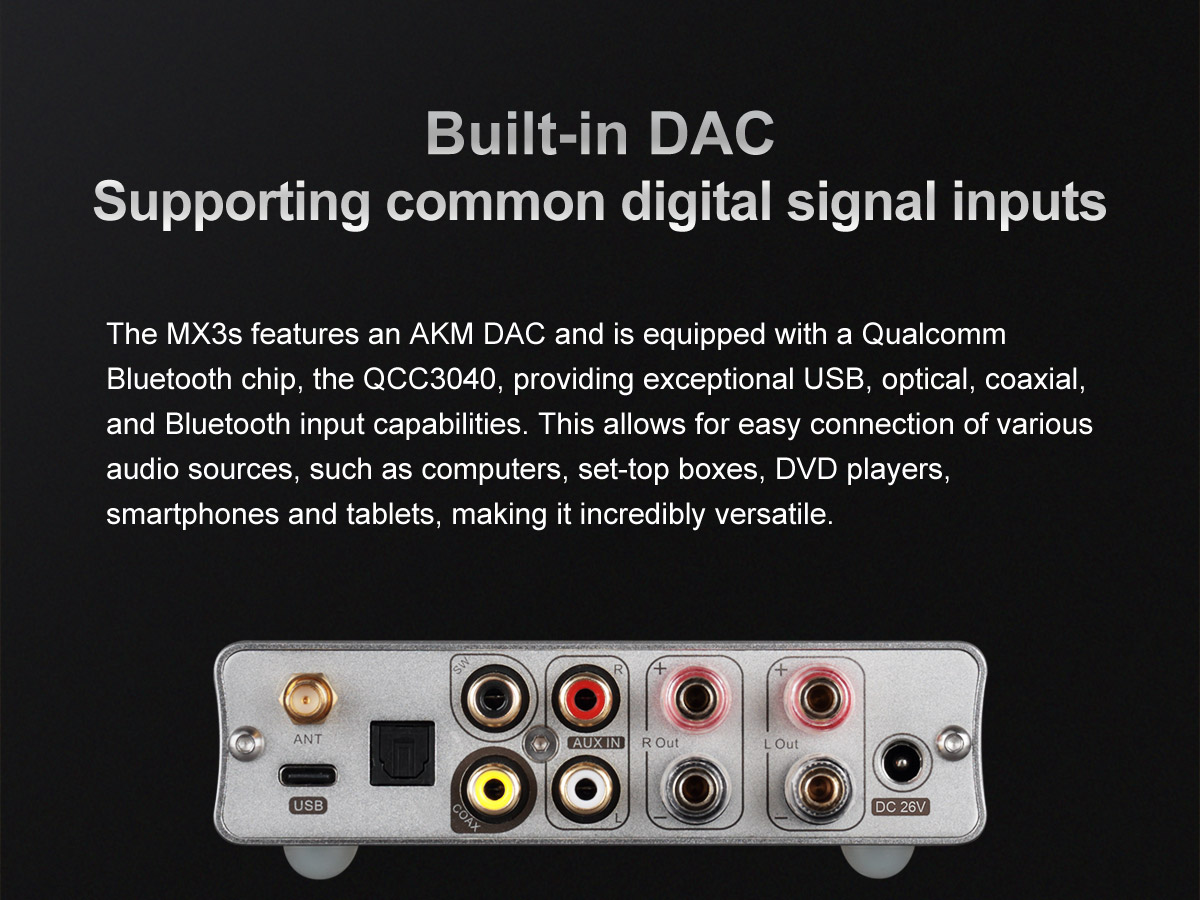 Built-in DAC
Supporting common digital signal inputs
The MX3s features an AKM DAC and is equipped with a Qualcomm
Bluetooth chip, the QCC3040, providing exceptional USB, optical, coaxial,
and Bluetooth input capabilities. This allows for easy connection of various
audio sources, such as computers, set-top boxes, DVD players,
smartphones and tablets, making it incredibly versatile.
SW
R
+
+
ANT
AUX IN
R Out
L Out
USB
COAX
L
−
−
DC 26V